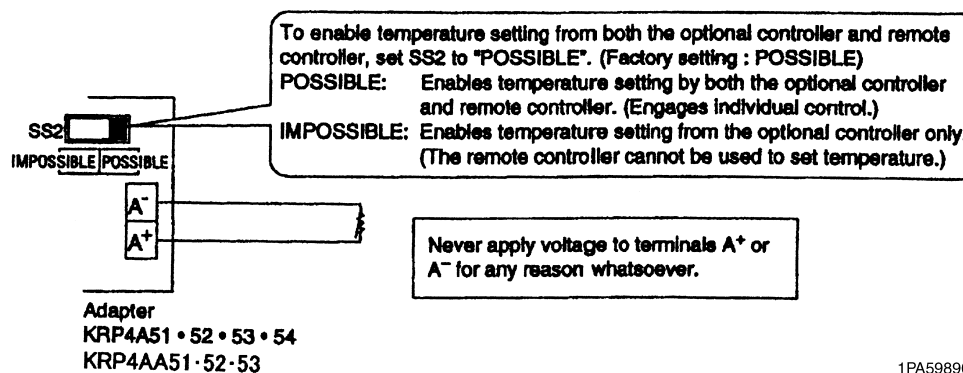 To enable temperature setting from both the optional controller and remote
controller, set SS2 to "POSSIBLE". (Factory setting : POSSIBLE)
POSSIBLE: Enables temperature setting by both the optional controller
and remote controller. (Engages individual control.)
IMPOSSIBLE: Enables temperature setting from the optional controller only
(The remote controller cannot be used to set temperature.)
SS2
IMPOSSIBLE POSSIBLE
A⁻
A⁺
Never apply voltage to terminals A⁺ or
A⁻ for any reason whatsoever.
Adapter
KRP4A51 • 52 • 53 • 54
KRP4AA51·52·53
1PA59890